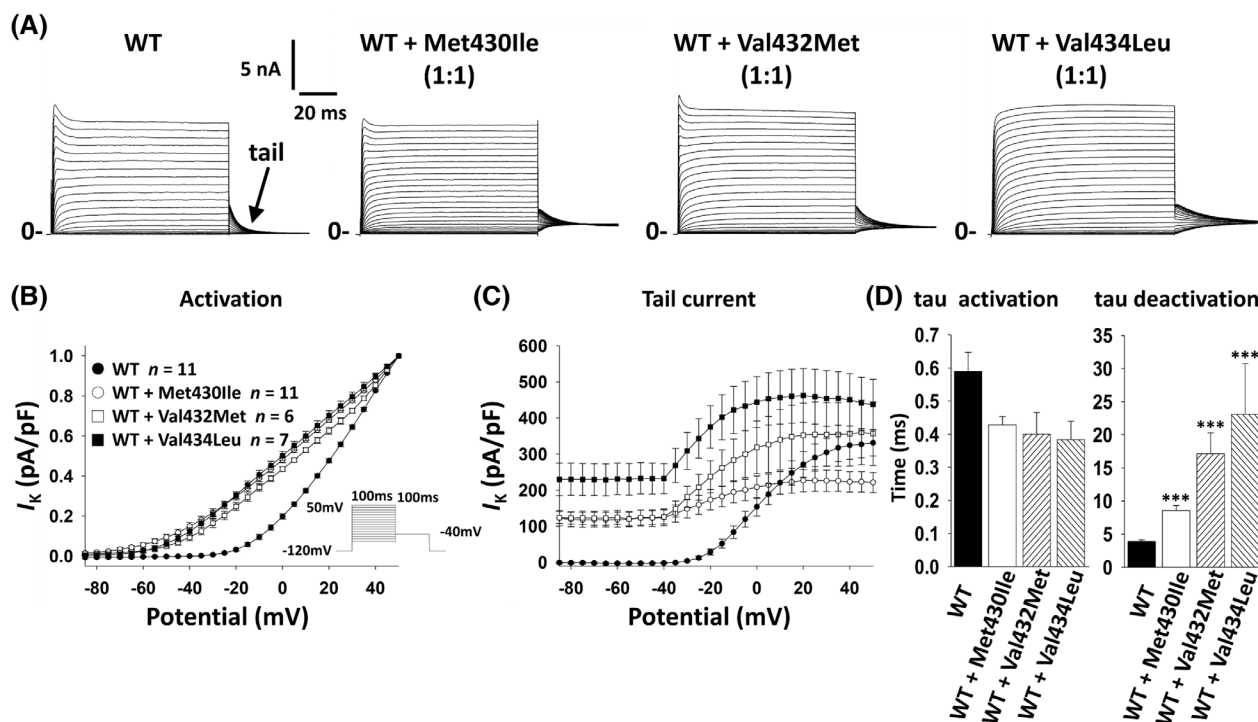 (A)
WT
WT + Met430Ile
(1:1)
WT + Val432Met
(1:1)
WT + Val434Leu
(1:1)
5 nA
20 ms
tail
0-
0-
0-
0-
(B)
Activation
I_K (pA/pF)
1.0
0.8
0.6
0.4
0.2
0.0
WT n = 11
WT + Met430Ile n = 11
WT + Val432Met n = 6
WT + Val434Leu n = 7
100ms 100ms
50mV
-40mV
-120mV
-80 -60 -40 -20 0 20 40
Potential (mV)
(C)
Tail current
I_K (pA/pF)
600
500
400
300
200
100
0
-80 -60 -40 -20 0 20 40
Potential (mV)
(D)
tau activation
Time (ms)
0.7
0.6
0.5
0.4
0.3
0.2
0.1
0
WT
WT + Met430Ile
WT + Val432Met
WT + Val434Leu
tau deactivation
35
30
25
20
15
10
5
0
***
***
***
WT
WT + Met430Ile
WT + Val432Met
WT + Val434Leu